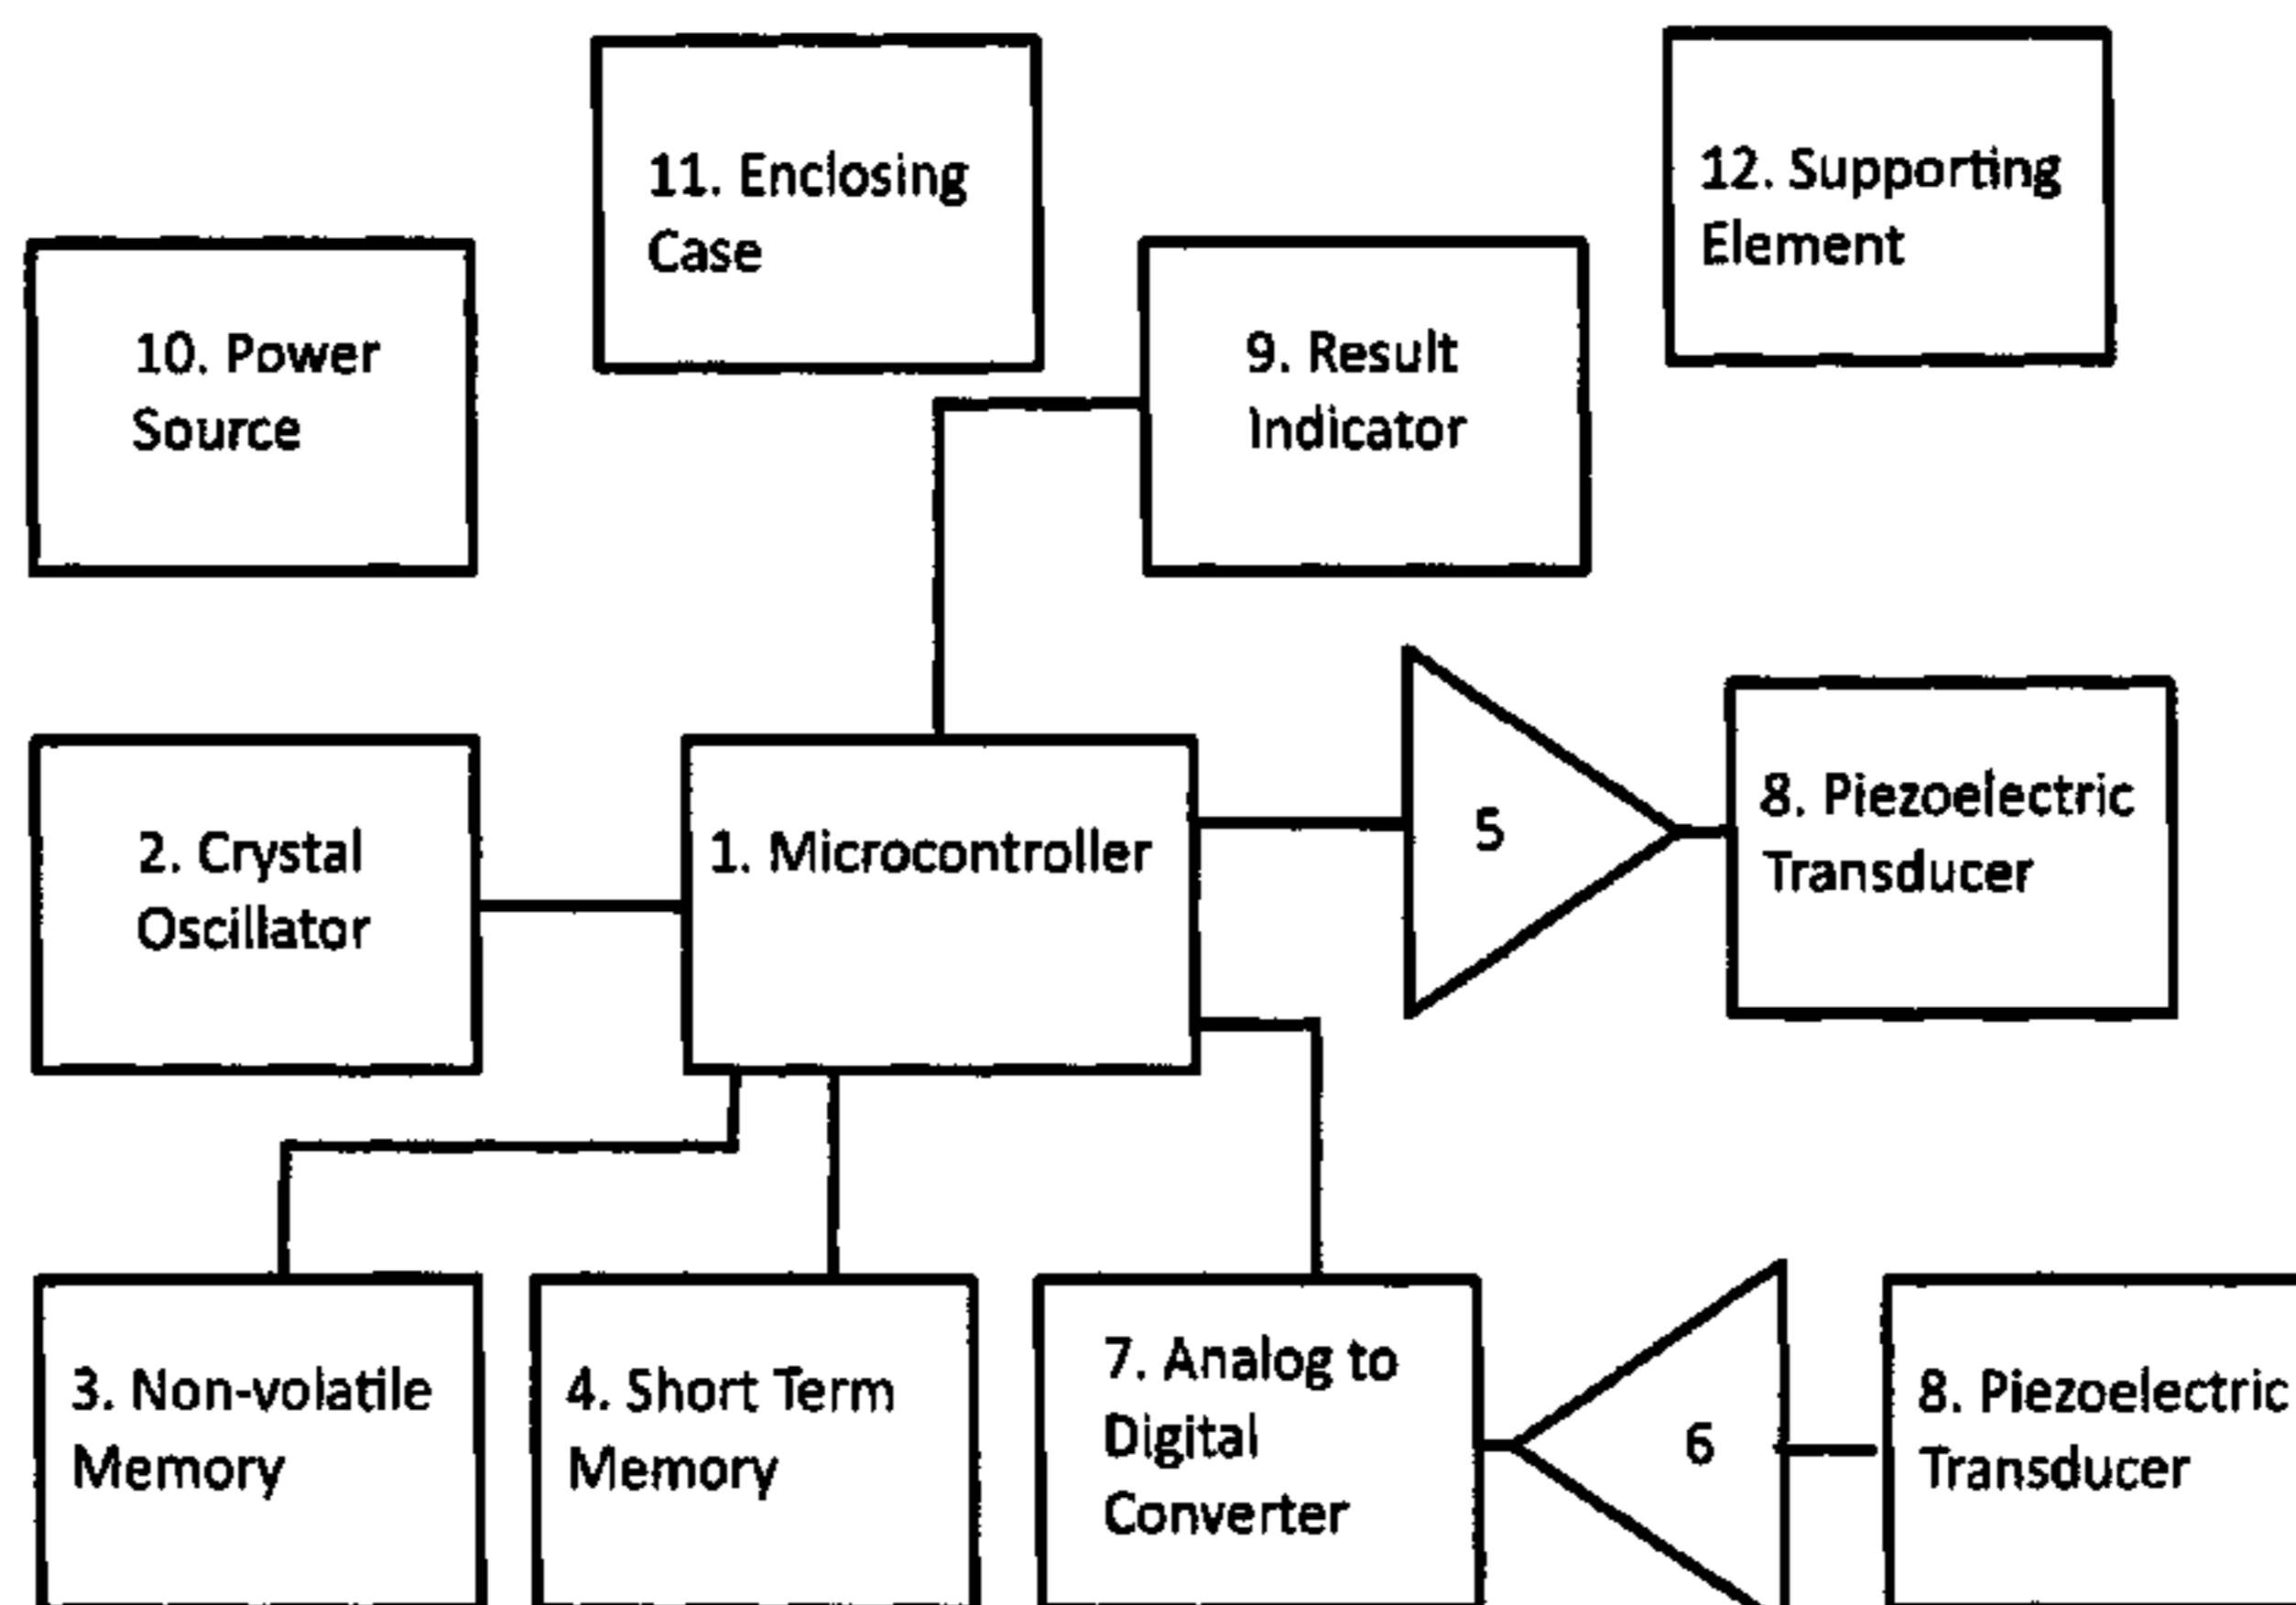 11. Enclosing
Case
12. Supporting
Element
10. Power
Source
9. Result
Indicator
2. Crystal
Oscillator
1. Microcontroller
5
8. Piezoelectric
Transducer
3. Non-volatile
Memory
4. Short Term
Memory
7. Analog to
Digital
Converter
6
8. Piezoelectric
Transducer